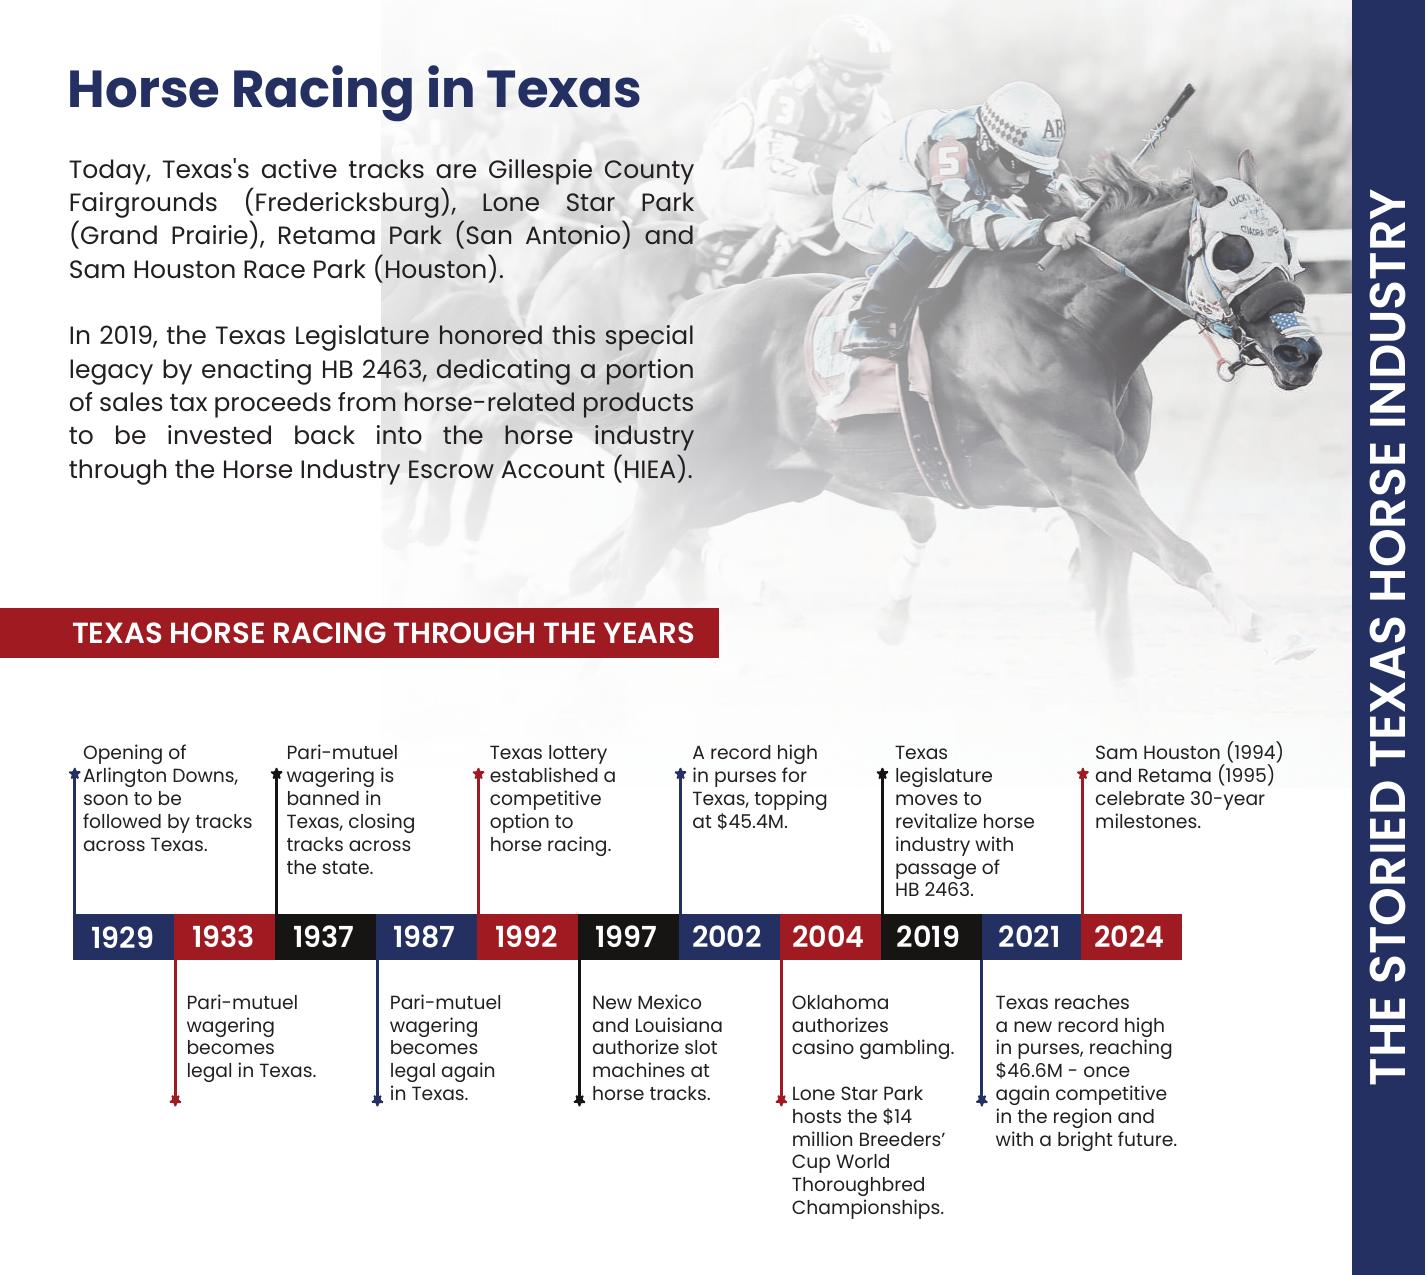 Horse Racing in Texas
Today, Texas's active tracks are Gillespie County
Fairgrounds (Fredericksburg), Lone Star Park
(Grand Prairie), Retama Park (San Antonio) and
Sam Houston Race Park (Houston).
In 2019, the Texas Legislature honored this special
legacy by enacting HB 2463, dedicating a portion
of sales tax proceeds from horse-related products
to be invested back into the horse industry
through the Horse Industry Escrow Account (HIEA).
3
5
AR
LUCKY
CUADRA
THE STORIED TEXAS HORSE INDUSTRY
TEXAS HORSE RACING THROUGH THE YEARS
Opening of
Arlington Downs,
soon to be
followed by tracks
across Texas.
Pari-mutuel
wagering is
banned in
Texas, closing
tracks across
the state.
Texas lottery
established a
competitive
option to
horse racing.
A record high
in purses for
Texas, topping
at $45.4M.
Texas
legislature
moves to
revitalize horse
industry with
passage of
HB 2463.
Sam Houston (1994)
and Retama (1995)
celebrate 30-year
milestones.
1929 1933 1937 1987 1992 1997 2002 2004 2019 2021 2024
Pari-mutuel
wagering
becomes
legal in Texas.
Pari-mutuel
wagering
becomes
legal again
in Texas.
New Mexico
and Louisiana
authorize slot
machines at
horse tracks.
Oklahoma
authorizes
casino gambling.
Lone Star Park
hosts the $14
million Breeders’
Cup World
Thoroughbred
Championships.
Texas reaches
a new record high
in purses, reaching
$46.6M - once
again competitive
in the region and
with a bright future.